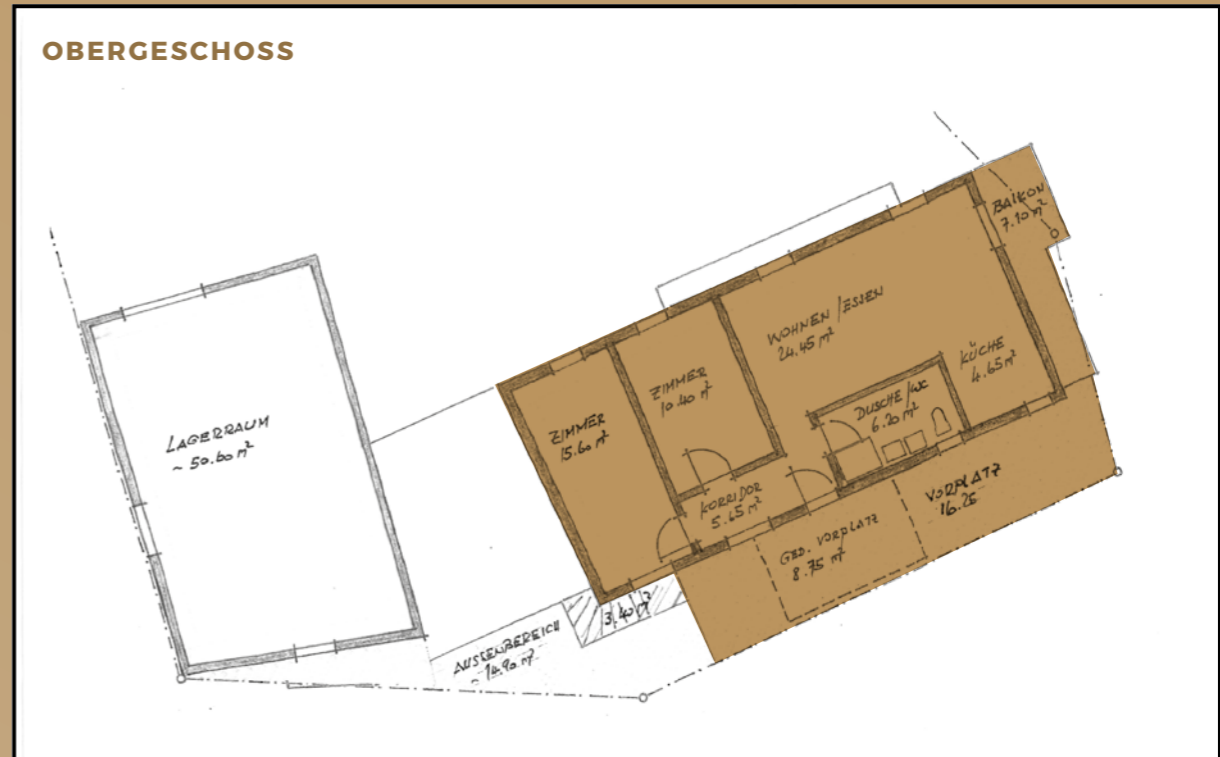 OBERGESCHOSS
BALKON
7.10 m²
WOHNEN / ESSEN
24.45 m²
KÜCHE
4.65 m²
ZIMMER
10.40 m²
DUSCHE/WC
6.20 m²
ZIMMER
15.60 m²
LAGERRAUM
~ 50.60 m²
KORRIDOR
5.65 m²
VORPLATZ
16.25
GED. VORPLATZ
8.75 m²
3.40 m²
AUSSENBEREICH
~ 74.90 m²